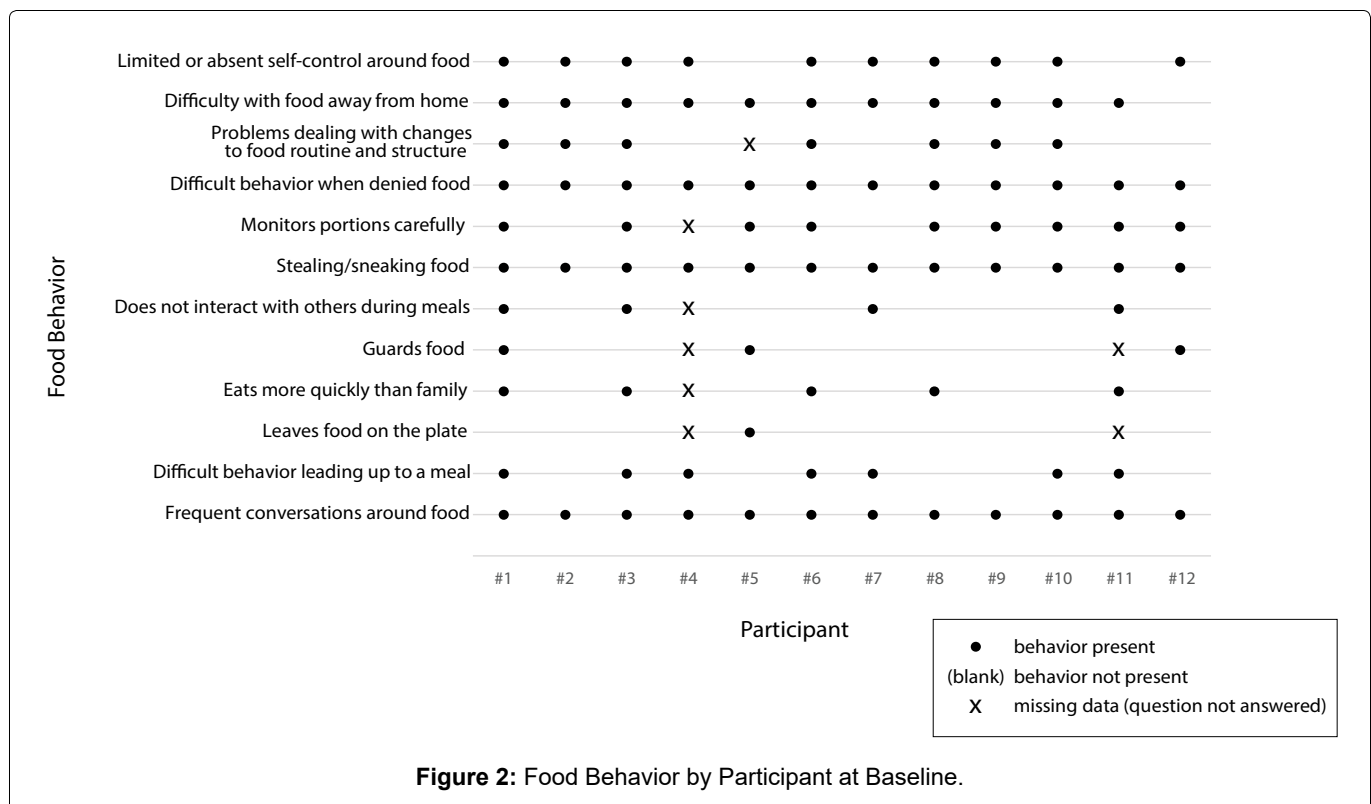 Limited or absent self-control around food
Difficulty with food away from home
Problems dealing with changes
to food routine and structure
x
Difficult behavior when denied food
Monitors portions carefully
x
Stealing/sneaking food
Does not interact with others during meals
x
Guards food
x x
Eats more quickly than family
x
Leaves food on the plate
x x
Difficult behavior leading up to a meal
Frequent conversations around food
Food Behavior
#1 #2 #3 #4 #5 #6 #7 #8 #9 #10 #11 #12
Participant
behavior present
(blank) behavior not present
x missing data (question not answered)
Figure 2: Food Behavior by Participant at Baseline.